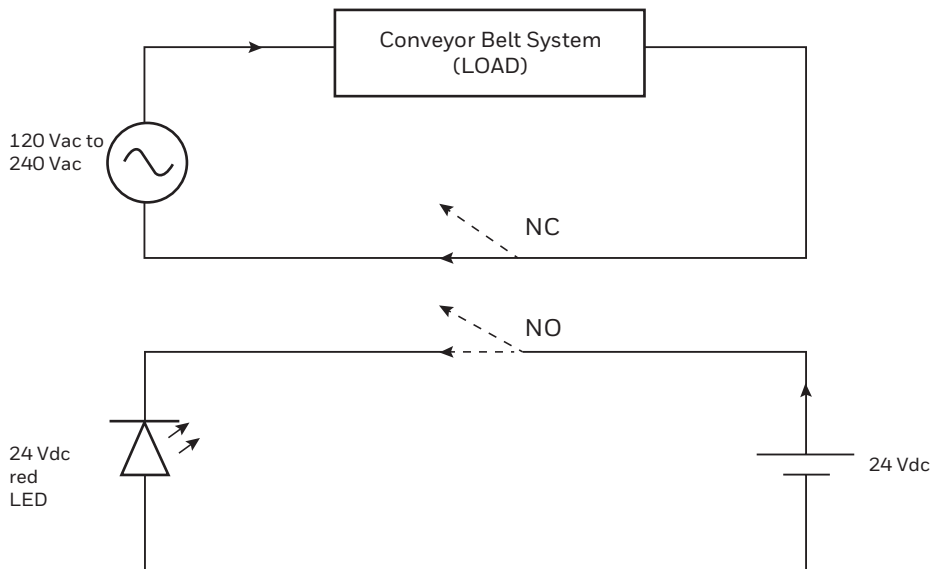 Conveyor Belt System
(LOAD)
120 Vac to
240 Vac
NC
NO
24 Vdc
red
LED
24 Vdc